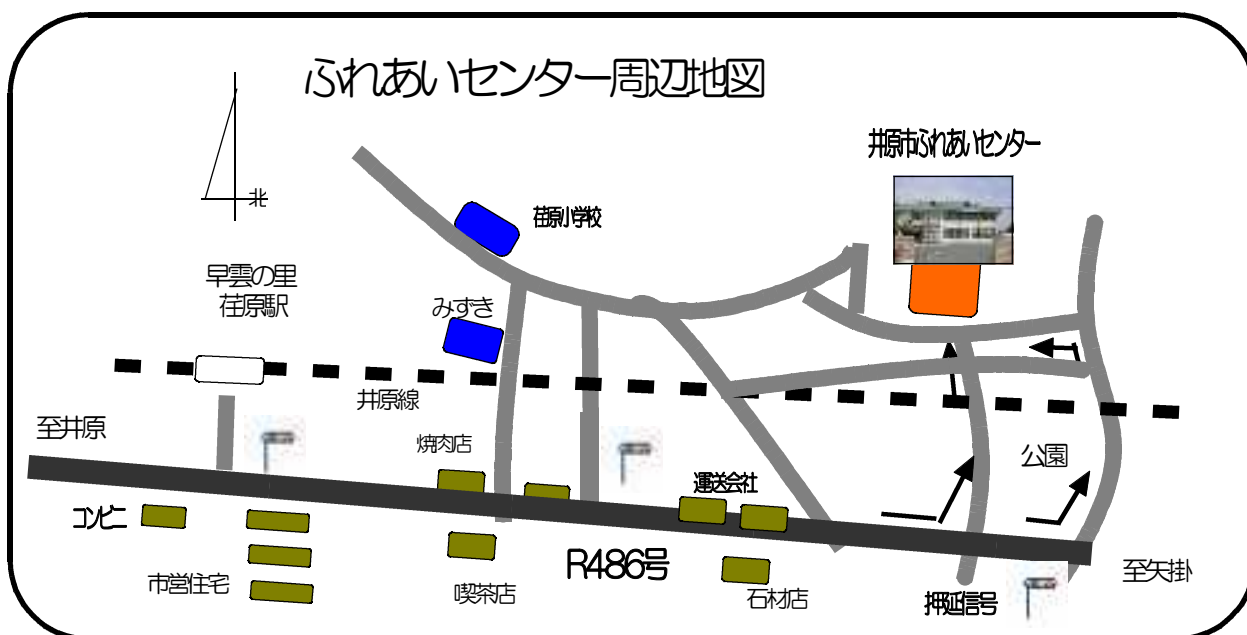 ふれあいセンター周辺地図
井原市ふれあいセンター
北
荏原小学校
早雲の里
荏原駅
みずき
井原線
至井原
焼肉店
公園
運送会社
コンビニ
R486号
市営住宅
喫茶店
石材店
押延信号
至矢掛